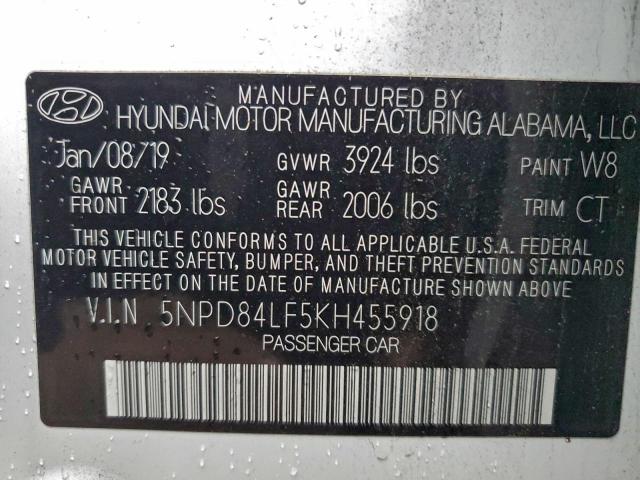 MANUFACTURED BY
HYUNDAI MOTOR MANUFACTURING ALABAMA, LLC
Jan/08/19 GVWR 3924 lbs PAINT W8
GAWR FRONT 2183 lbs GAWR REAR 2006 lbs TRIM CT
THIS VEHICLE CONFORMS TO ALL APPLICABLE U.S.A. FEDERAL
MOTOR VEHICLE SAFETY, BUMPER, AND THEFT PREVENTION STANDARDS
IN EFFECT ON THE DATE OF MANUFACTURE SHOWN ABOVE.
V.I.N 5NPD84LF5KH455918
PASSENGER CAR